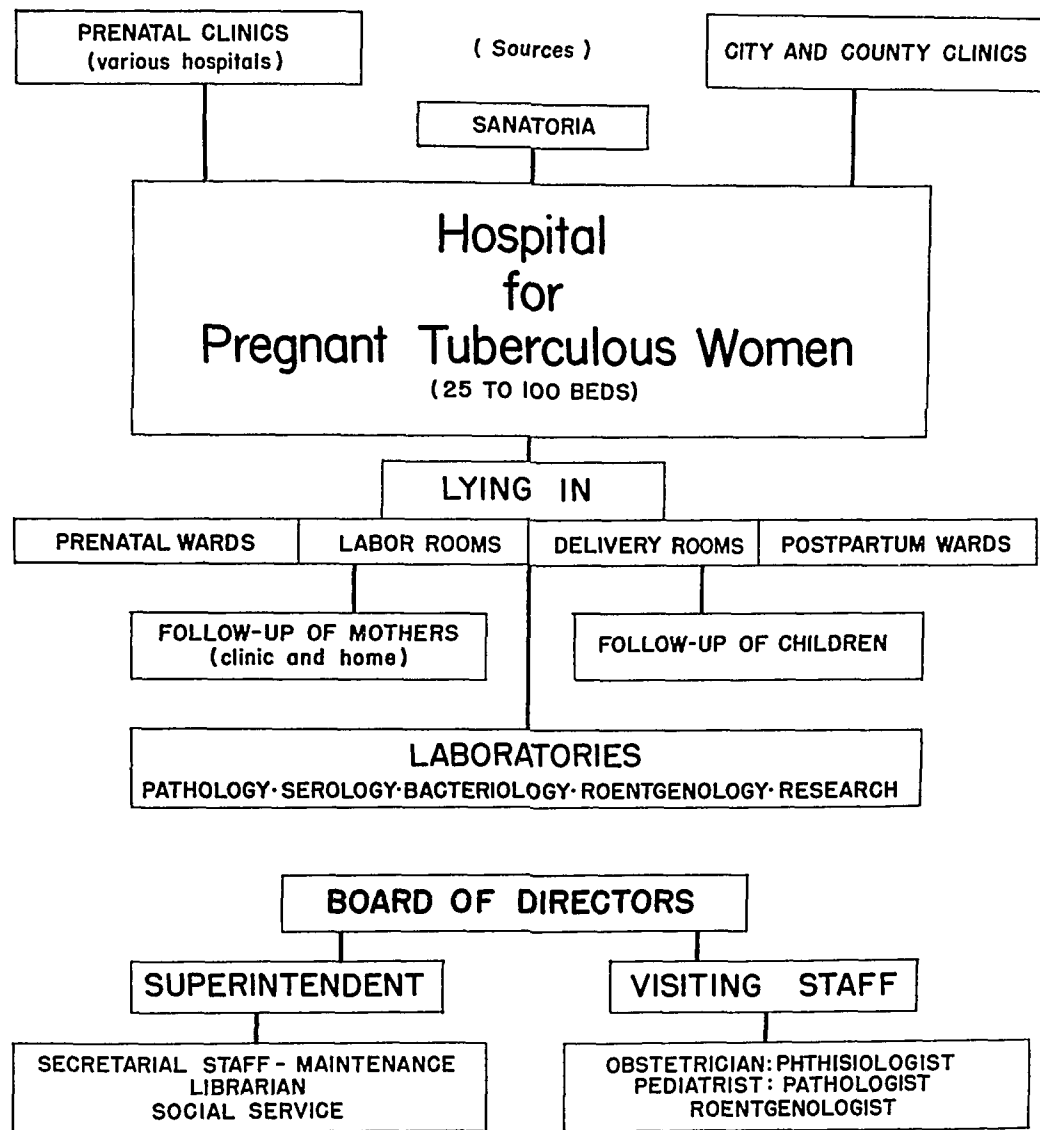 PRENATAL CLINICS
(various hospitals)
( Sources )
CITY AND COUNTY CLINICS
SANATORIA
Hospital
for
Pregnant Tuberculous Women
(25 TO 100 BEDS)
LYING IN
PRENATAL WARDS
LABOR ROOMS
DELIVERY ROOMS
POSTPARTUM WARDS
FOLLOW-UP OF MOTHERS
(clinic and home)
FOLLOW-UP OF CHILDREN
LABORATORIES
PATHOLOGY·SEROLOGY·BACTERIOLOGY·ROENTGENOLOGY·RESEARCH
BOARD OF DIRECTORS
SUPERINTENDENT
VISITING STAFF
SECRETARIAL STAFF - MAINTENANCE
LIBRARIAN
SOCIAL SERVICE
OBSTETRICIAN: PHTHISIOLOGIST
PEDIATRIST: PATHOLOGIST
ROENTGENOLOGIST